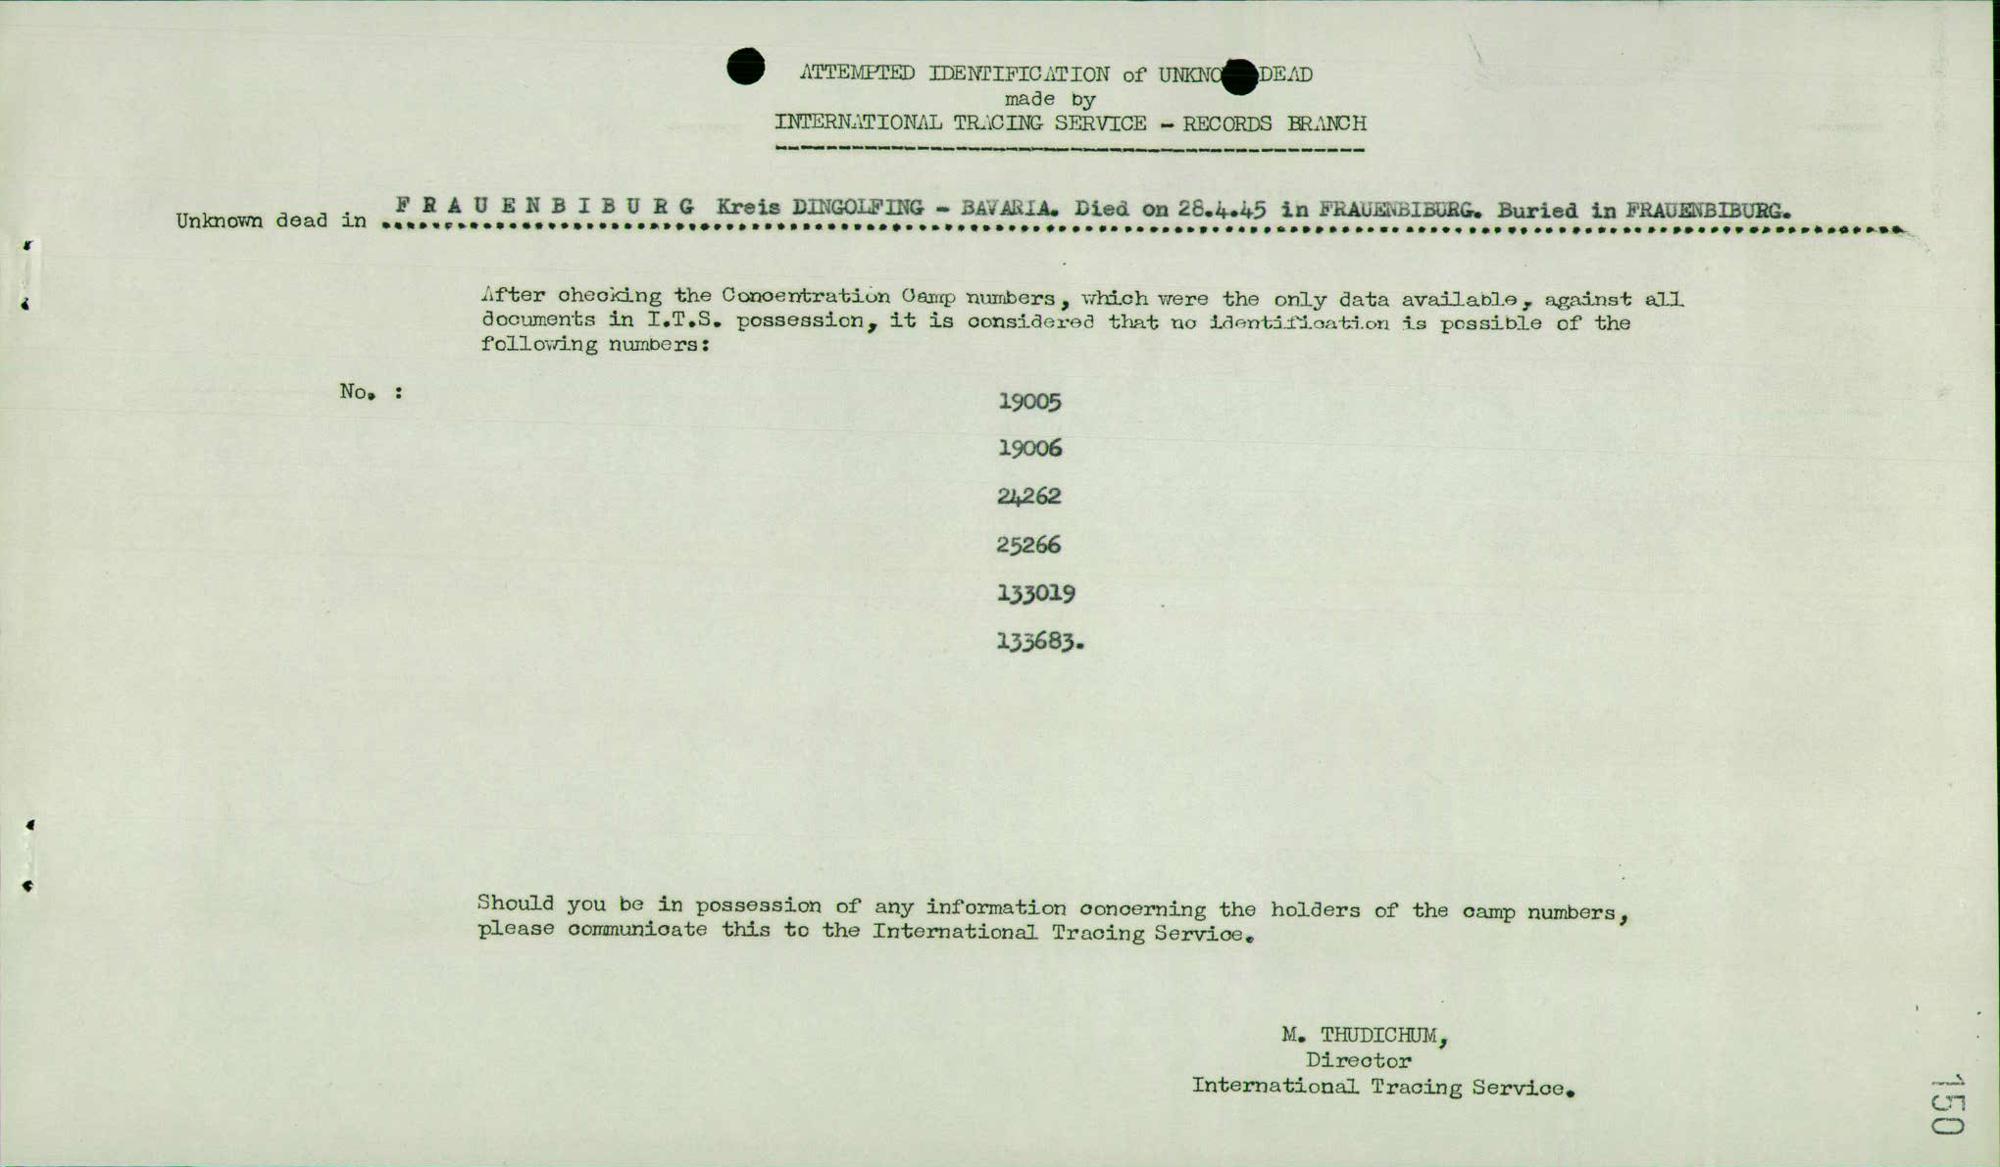 ATTEMPTED IDENTIFICATION of UNKNO DEAD
made by
INTERNATIONAL TRACING SERVICE - RECORDS BRANCH
Unknown dead in F R A U E N B I B U R G Kreis DINGOLFING - BAVARIA. Died on 28.4.45 in FRAUENBIBURG. Buried in FRAUENBIBURG.
After checking the Concentration Camp numbers, which were the only data available, against all
documents in I.T.S. possession, it is considered that no identification is possible of the
following numbers:
No. :
19005
19006
24262
25266
133019
133683.
Should you be in possession of any information concerning the holders of the camp numbers,
please communicate this to the International Tracing Service.
M. THUDICHUM,
Director
International Tracing Service.
150